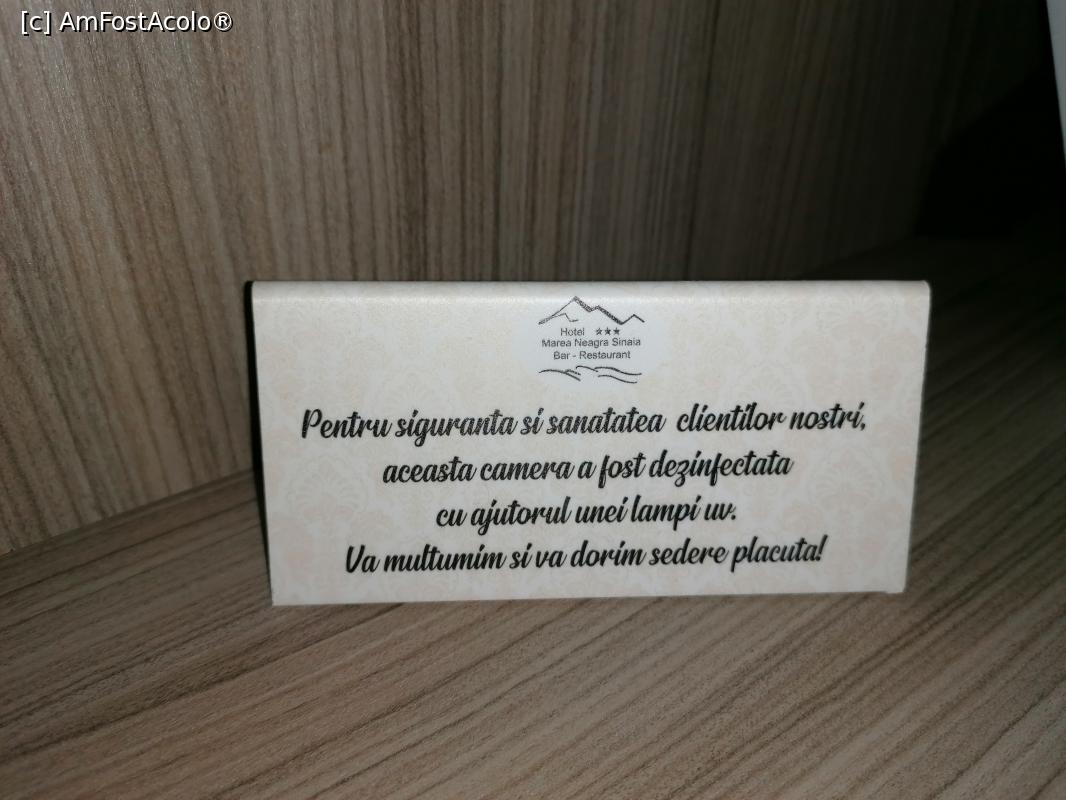 [c] AmFostAcolo®
Hotel ★★★
Marea Neagra Sinaia
Bar - Restaurant
Pentru siguranta si sanatatea clientilor nostri,
aceasta camera a fost dezinfectata
cu ajutorul unei lampi uv.
Va multumim si va dorim sedere placuta!